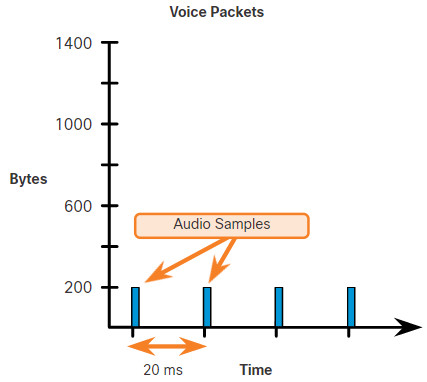 Voice Packets
1400
1000
Bytes
600
Audio Samples
200
20 ms
Time